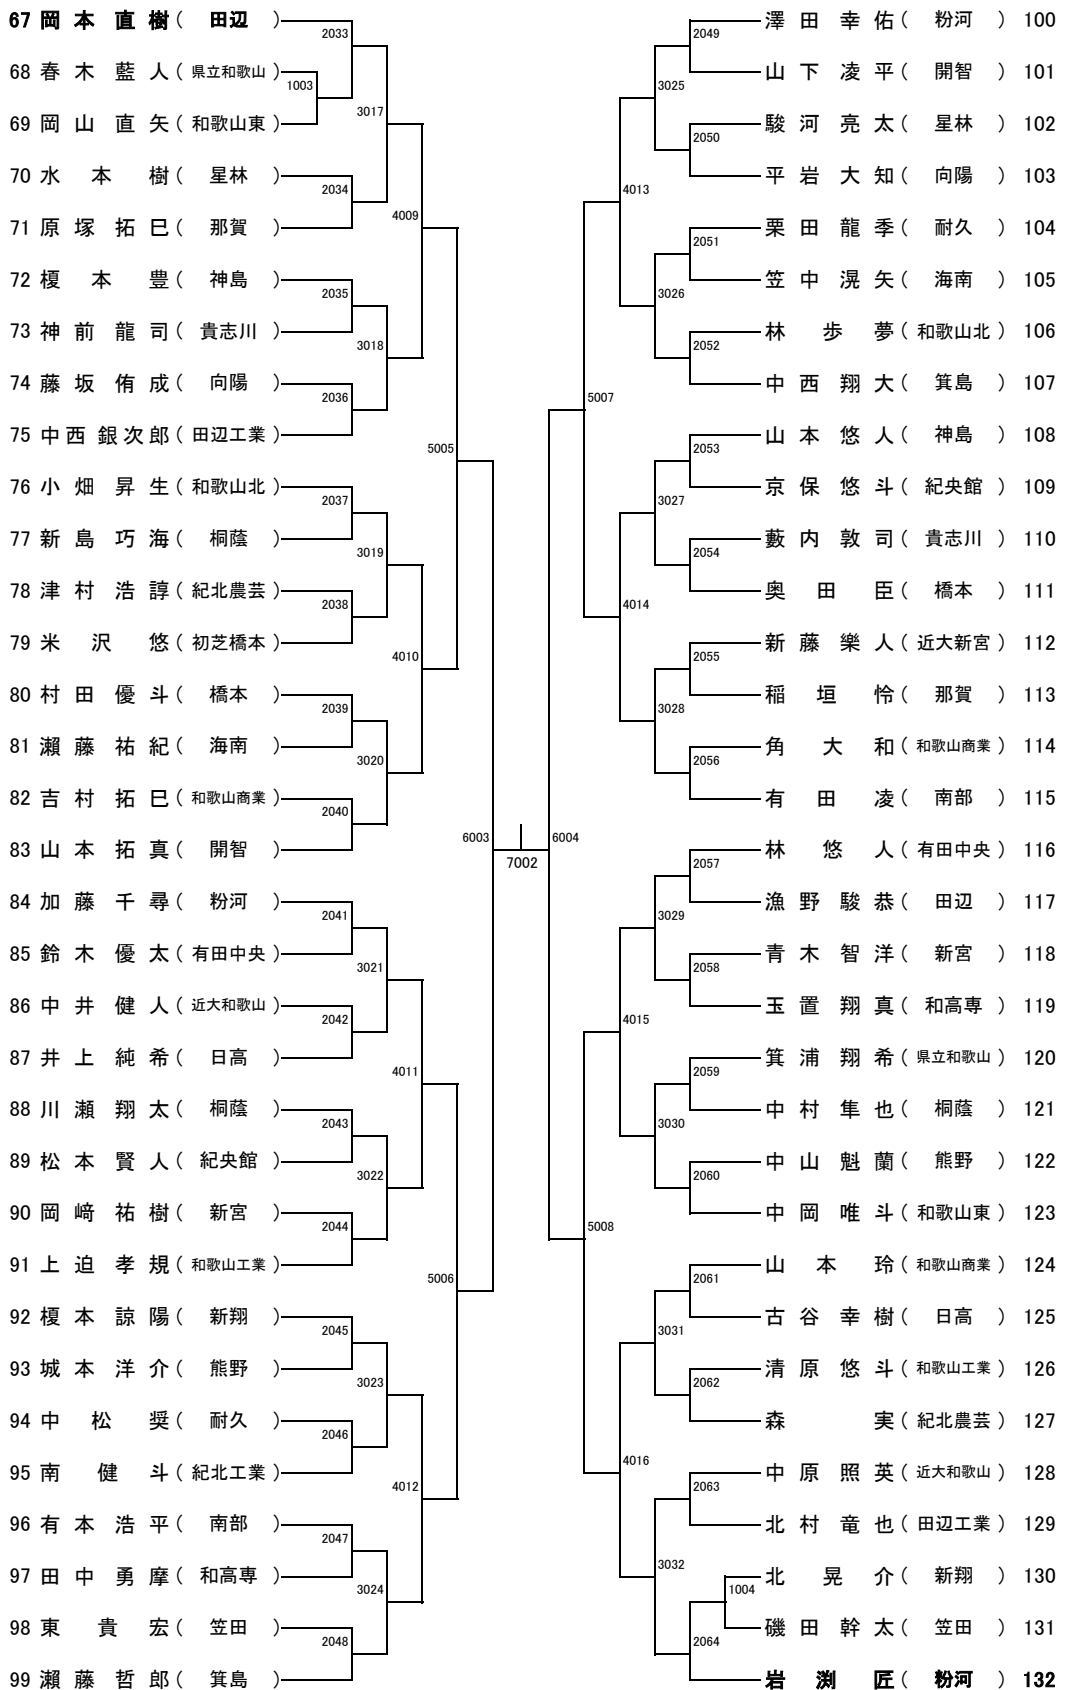 67 岡本直樹 ( 田辺 )
68 春木藍人 ( 県立和歌山 )
69 岡山直矢 ( 和歌山東 )
70 水本樹 ( 星林 )
71 原塚拓巳 ( 那賀 )
72 榎本豊 ( 神島 )
73 神前龍司 ( 貴志川 )
74 藤坂侑成 ( 向陽 )
75 中西銀次郎 ( 田辺工業 )
76 小畑昇生 ( 和歌山北 )
77 新島巧海 ( 桐蔭 )
78 津村浩諄 ( 紀北農芸 )
79 米沢悠 ( 初芝橋本 )
80 村田優斗 ( 橋本 )
81 瀬藤祐紀 ( 海南 )
82 吉村拓巳 ( 和歌山商業 )
83 山本拓真 ( 開智 )
84 加藤千尋 ( 粉河 )
85 鈴木優太 ( 有田中央 )
86 中井健人 ( 近大和歌山 )
87 井上純希 ( 日高 )
88 川瀬翔太 ( 桐蔭 )
89 松本賢人 ( 紀央館 )
90 岡﨑祐樹 ( 新宮 )
91 上迫孝規 ( 和歌山工業 )
92 榎本諒陽 ( 新翔 )
93 城本洋介 ( 熊野 )
94 中松奨 ( 耐久 )
95 南健斗 ( 紀北工業 )
96 有本浩平 ( 南部 )
97 田中勇摩 ( 和高専 )
98 東貴宏 ( 笠田 )
99 瀬藤哲郎 ( 箕島 )
1003
2033
2034
2035
2036
2037
2038
2039
2040
2041
2042
2043
2044
2045
2046
2047
2048
3017
3018
3019
3020
3021
3022
3023
3024
4009
4010
4011
4012
5005
5006
6003
7002
6004
5007
5008
4013
4014
4015
4016
3025
3026
3027
3028
3029
3030
3031
3032
2049
2050
2051
2052
2053
2054
2055
2056
2057
2058
2059
2060
2061
2062
2063
2064
1004
澤田幸佑 ( 粉河 ) 100
山下凌平 ( 開智 ) 101
駿河亮太 ( 星林 ) 102
平岩大知 ( 向陽 ) 103
栗田龍季 ( 耐久 ) 104
笠中滉矢 ( 海南 ) 105
林歩夢 ( 和歌山北 ) 106
中西翔大 ( 箕島 ) 107
山本悠人 ( 神島 ) 108
京保悠斗 ( 紀央館 ) 109
藪内敦司 ( 貴志川 ) 110
奥田臣 ( 橋本 ) 111
新藤樂人 ( 近大新宮 ) 112
稲垣怜 ( 那賀 ) 113
角大和 ( 和歌山商業 ) 114
有田凌 ( 南部 ) 115
林悠人 ( 有田中央 ) 116
漁野駿恭 ( 田辺 ) 117
青木智洋 ( 新宮 ) 118
玉置翔真 ( 和高専 ) 119
箕浦翔希 ( 県立和歌山 ) 120
中村隼也 ( 桐蔭 ) 121
中山魁蘭 ( 熊野 ) 122
中岡唯斗 ( 和歌山東 ) 123
山本玲 ( 和歌山商業 ) 124
古谷幸樹 ( 日高 ) 125
清原悠斗 ( 和歌山工業 ) 126
森実 ( 紀北農芸 ) 127
中原照英 ( 近大和歌山 ) 128
北村竜也 ( 田辺工業 ) 129
北晃介 ( 新翔 ) 130
磯田幹太 ( 笠田 ) 131
岩渕匠 ( 粉河 ) 132